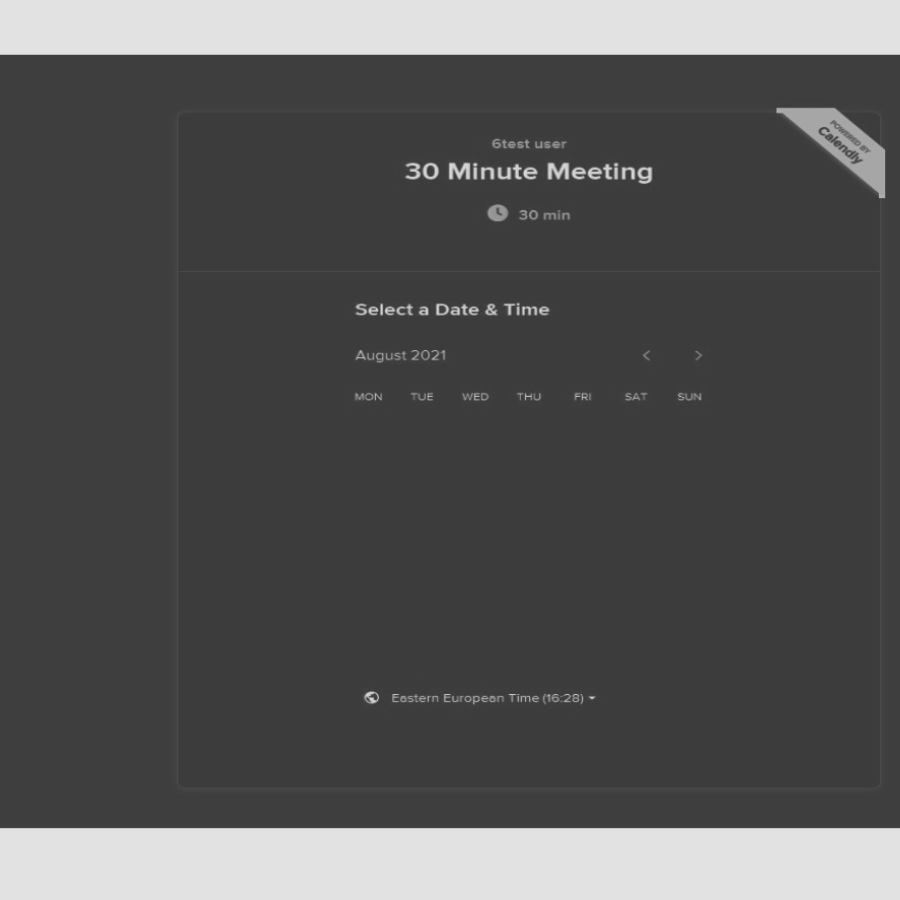 POWERED BY
Calendly
6test user
30 Minute Meeting
30 min
Select a Date & Time
August 2021
MON TUE WED THU FRI SAT SUN
Eastern European Time (16:28)